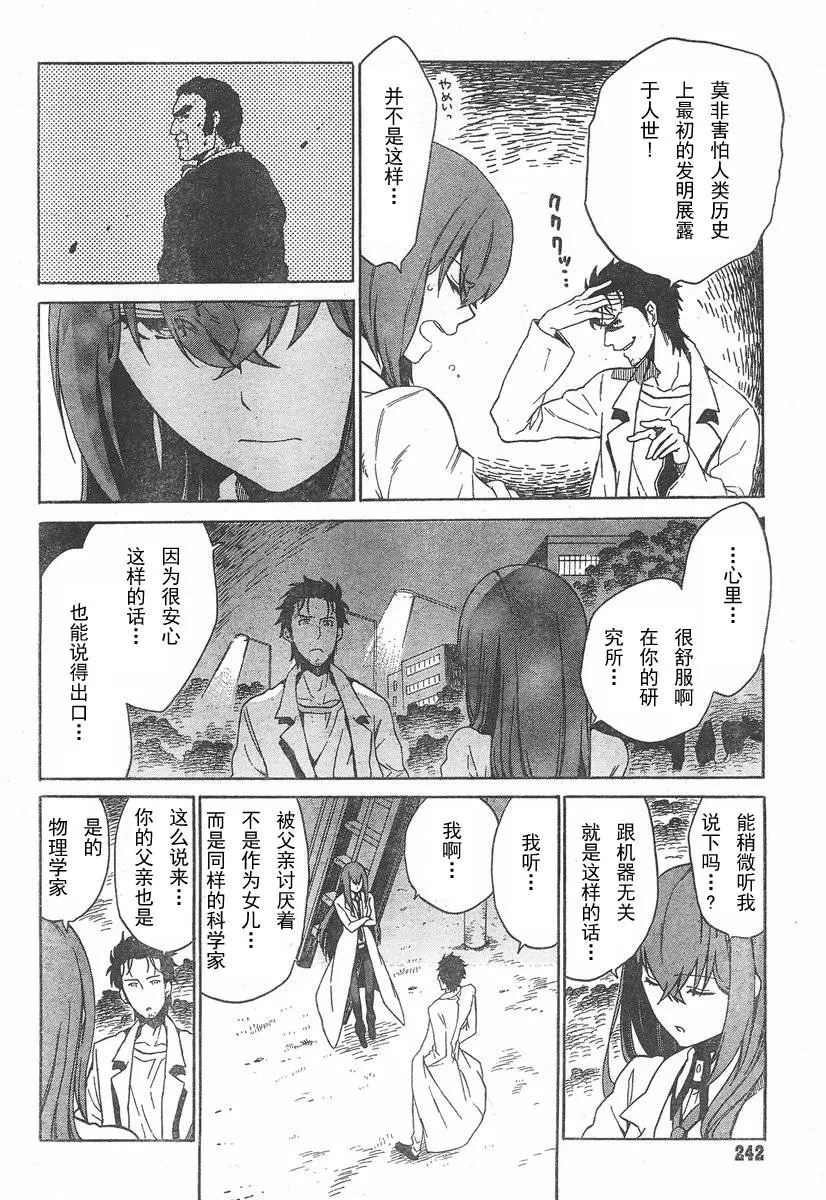 莫非害怕人类历史
上最初的发明展露
于人世！
ククククッ…
やめいっ
并不是这样…
…心里…
很舒服啊
在你的研
究所…
因为很安心
这样的话…
也能说得出口…
能稍微听我
说下吗…?
跟机器无关
就是这样的话…
我听…
我啊…
被父亲讨厌着
不是作为女儿…
而是同样的科学家
这么说来…
你的父亲也是
是的
物理学家
242